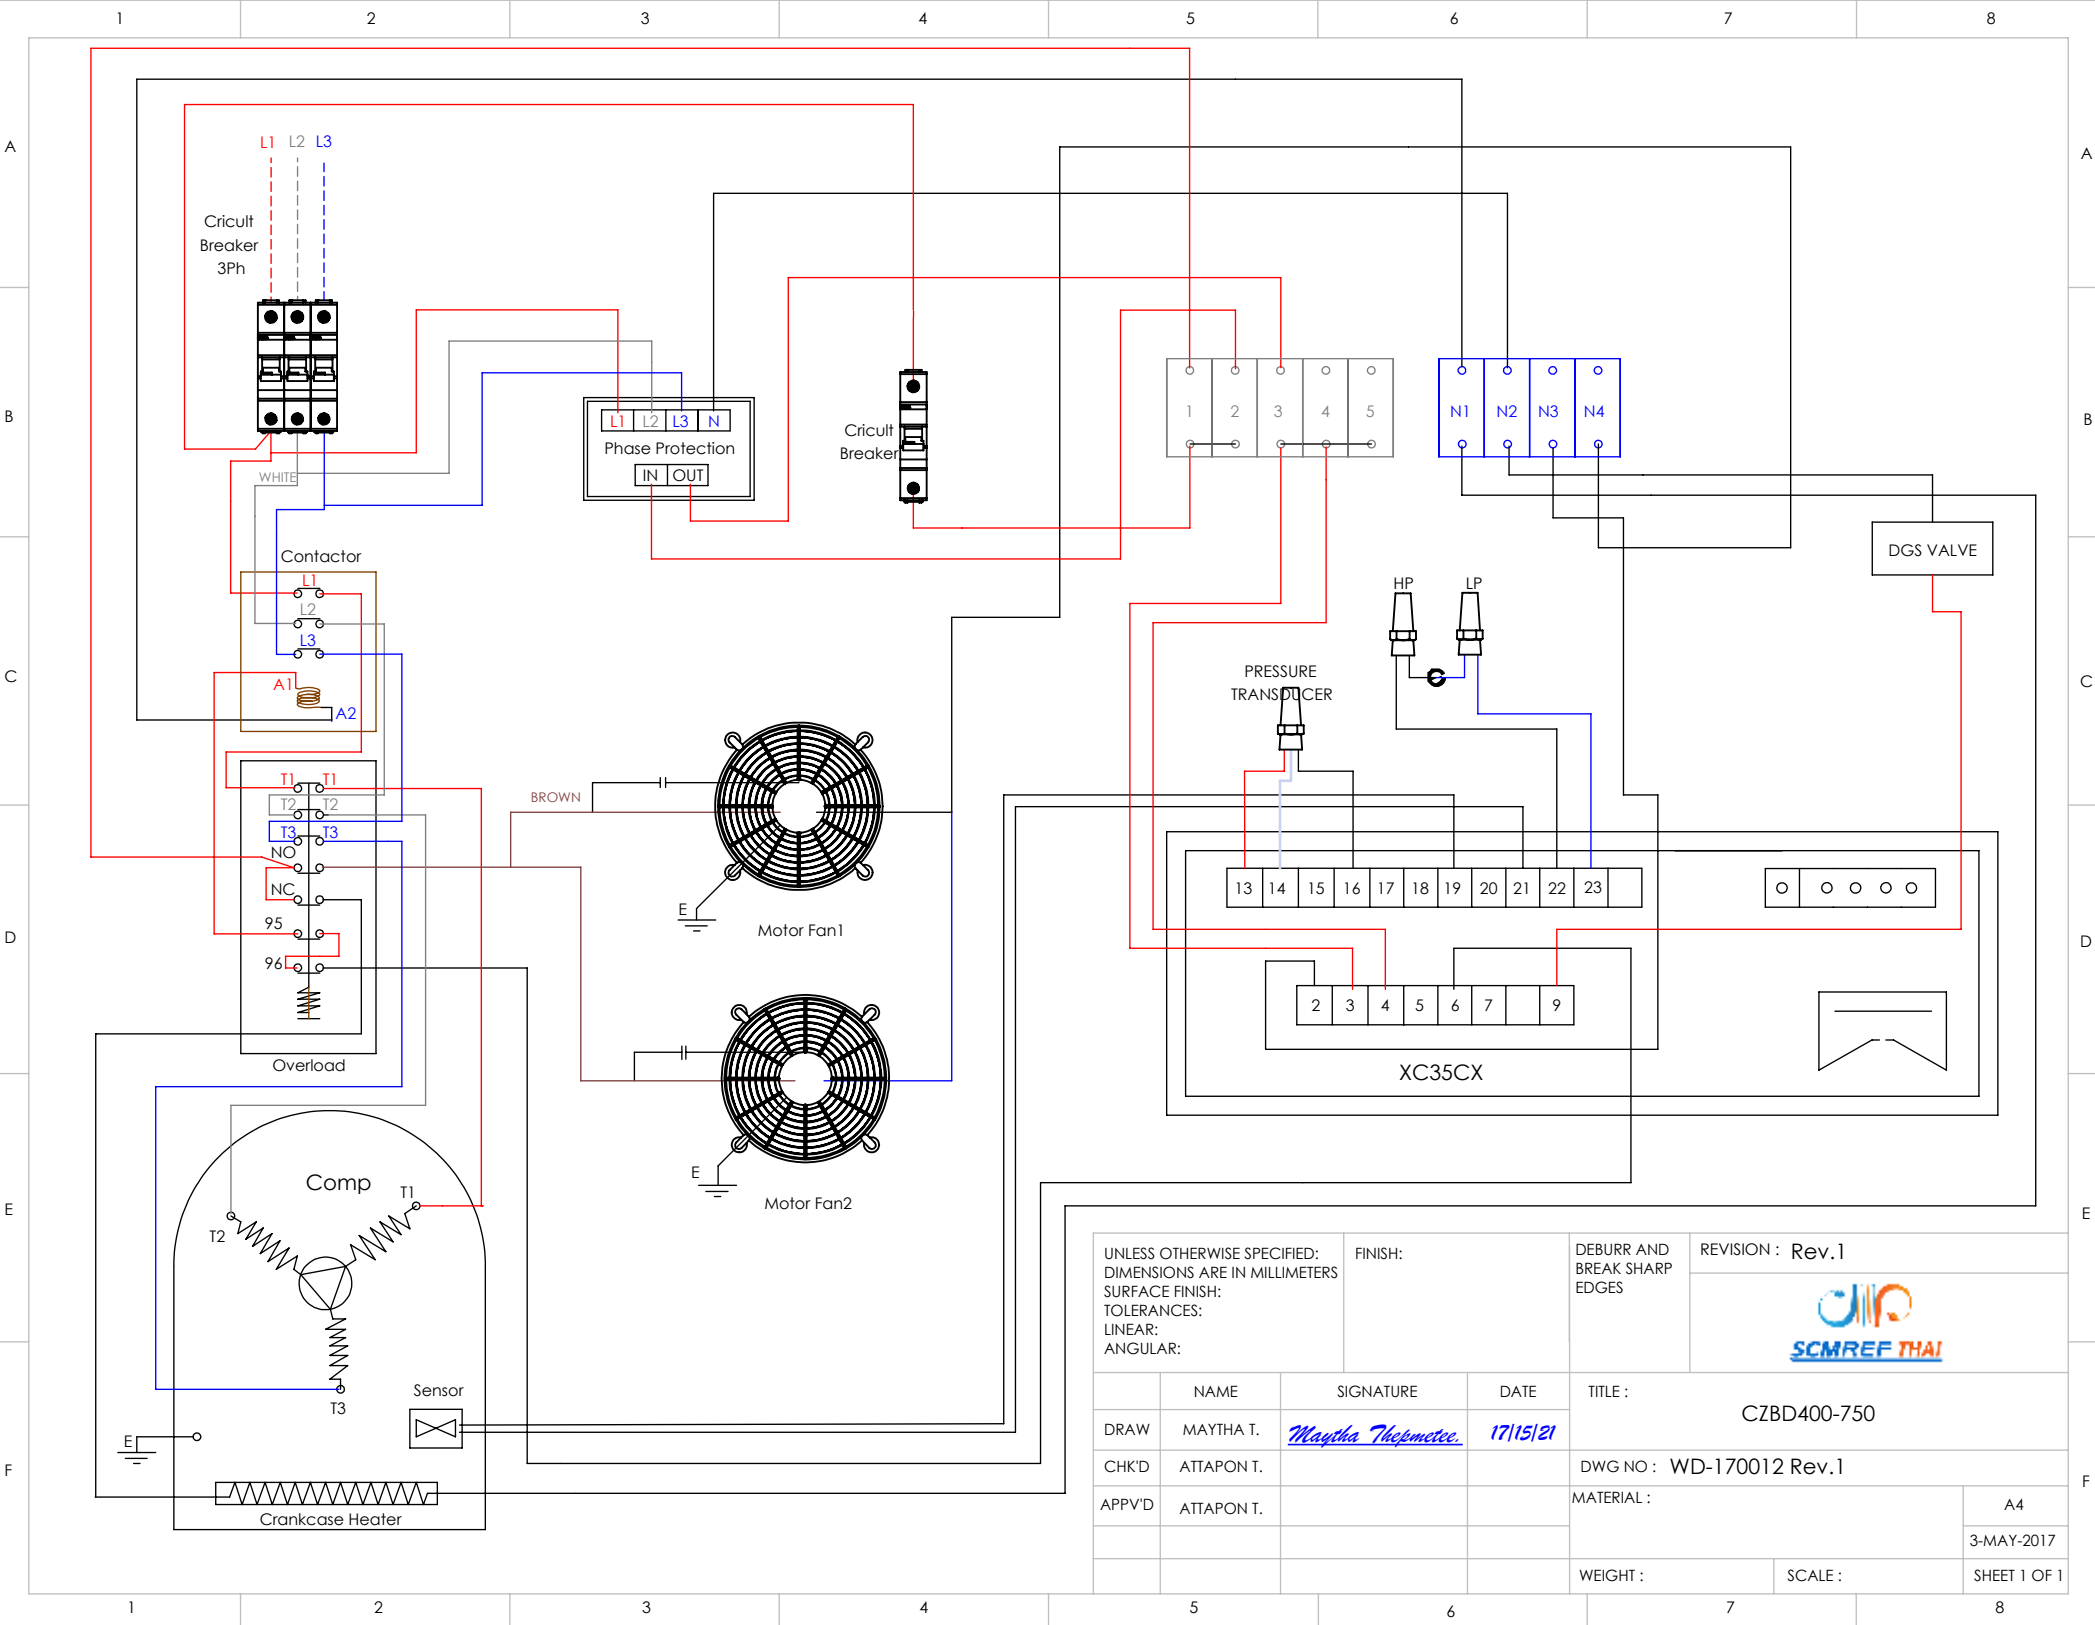 1 2 3 4 5 6 7 8
A A
B B
C C
D D
E E
F F
L1 L2 L3
Cricult
Breaker
3Ph
WHITE
L1 L2 L3 N
Phase Protection
IN OUT
Cricult
Breaker
1 2 3 4 5
N1 N2 N3 N4
DGS VALVE
Contactor
L1
L2
L3
A1
A2
HP LP
PRESSURE
TRANSDUCER
T1 T1
T2 T2
T3 T3
NO
NC
95
96
Overload
BROWN
E
Motor Fan1
E
Motor Fan2
13 14 15 16 17 18 19 20 21 22 23
2 3 4 5 6 7 9
XC35CX
Comp
T1
T2
T3
Sensor
E
Crankcase Heater
UNLESS OTHERWISE SPECIFIED:
DIMENSIONS ARE IN MILLIMETERS
SURFACE FINISH:
TOLERANCES:
LINEAR:
ANGULAR:
FINISH:
DEBURR AND
BREAK SHARP
EDGES
REVISION : Rev.1
SCMREF THAI
NAME SIGNATURE DATE
DRAW MAYTHA T. Maytha Thepmetee. 17/15/21
CHK'D ATTAPON T.
APPV'D ATTAPON T.
TITLE :
CZBD400-750
DWG NO : WD-170012 Rev.1
MATERIAL :
A4
3-MAY-2017
WEIGHT : SCALE : SHEET 1 OF 1
1 2 3 4 5 6 7 8